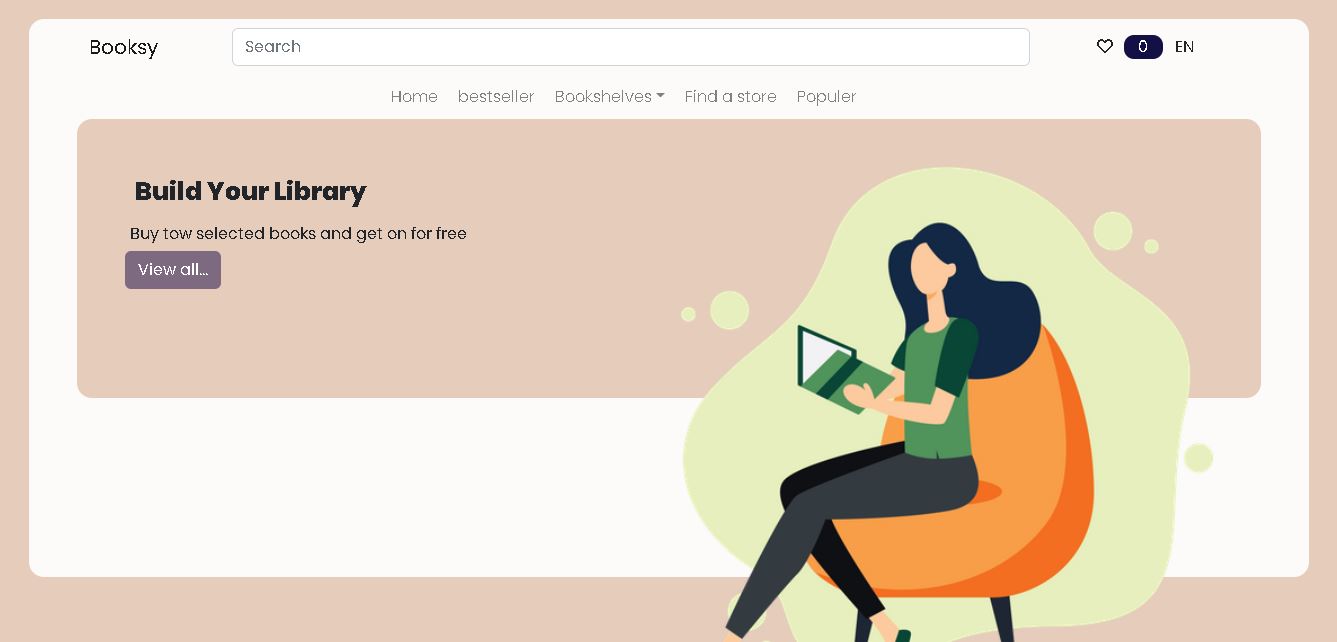 Booksy
Search
0
EN
Home
bestseller
Bookshelves
Find a store
Populer
Build Your Library
Buy tow selected books and get on for free
View all...